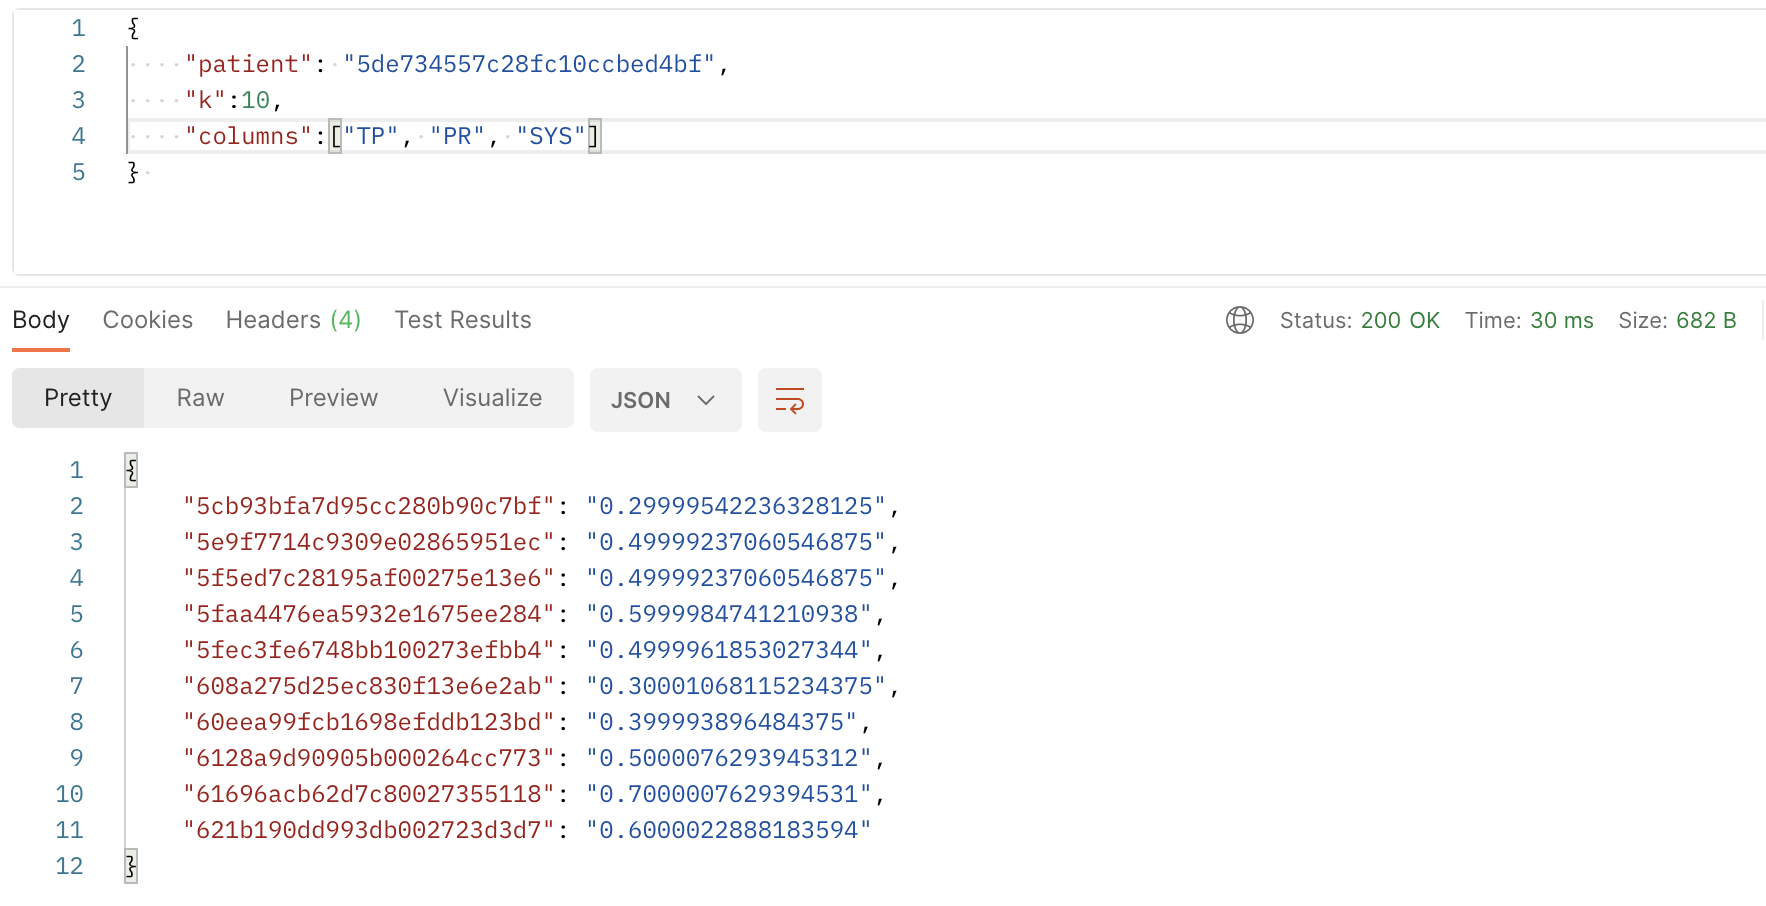 1 {
2 "patient": "5de734557c28fc10ccbed4bf",
3 "k":10,
4 "columns":["TP", "PR", "SYS"]
5 }
Body Cookies Headers (4) Test Results Status: 200 OK Time: 30 ms Size: 682 B
Pretty Raw Preview Visualize JSON
1 {
2 "5cb93bfa7d95cc280b90c7bf": "0.29999542236328125",
3 "5e9f7714c9309e02865951ec": "0.49999237060546875",
4 "5f5ed7c28195af00275e13e6": "0.49999237060546875",
5 "5faa4476ea5932e1675ee284": "0.5999984741210938",
6 "5fec3fe6748bb100273efbb4": "0.4999961853027344",
7 "608a275d25ec830f13e6e2ab": "0.30001068115234375",
8 "60eea99fcb1698efddb123bd": "0.399993896484375",
9 "6128a9d90905b000264cc773": "0.5000076293945312",
10 "61696acb62d7c80027355118": "0.7000007629394531",
11 "621b190dd993db002723d3d7": "0.6000022888183594"
12 }